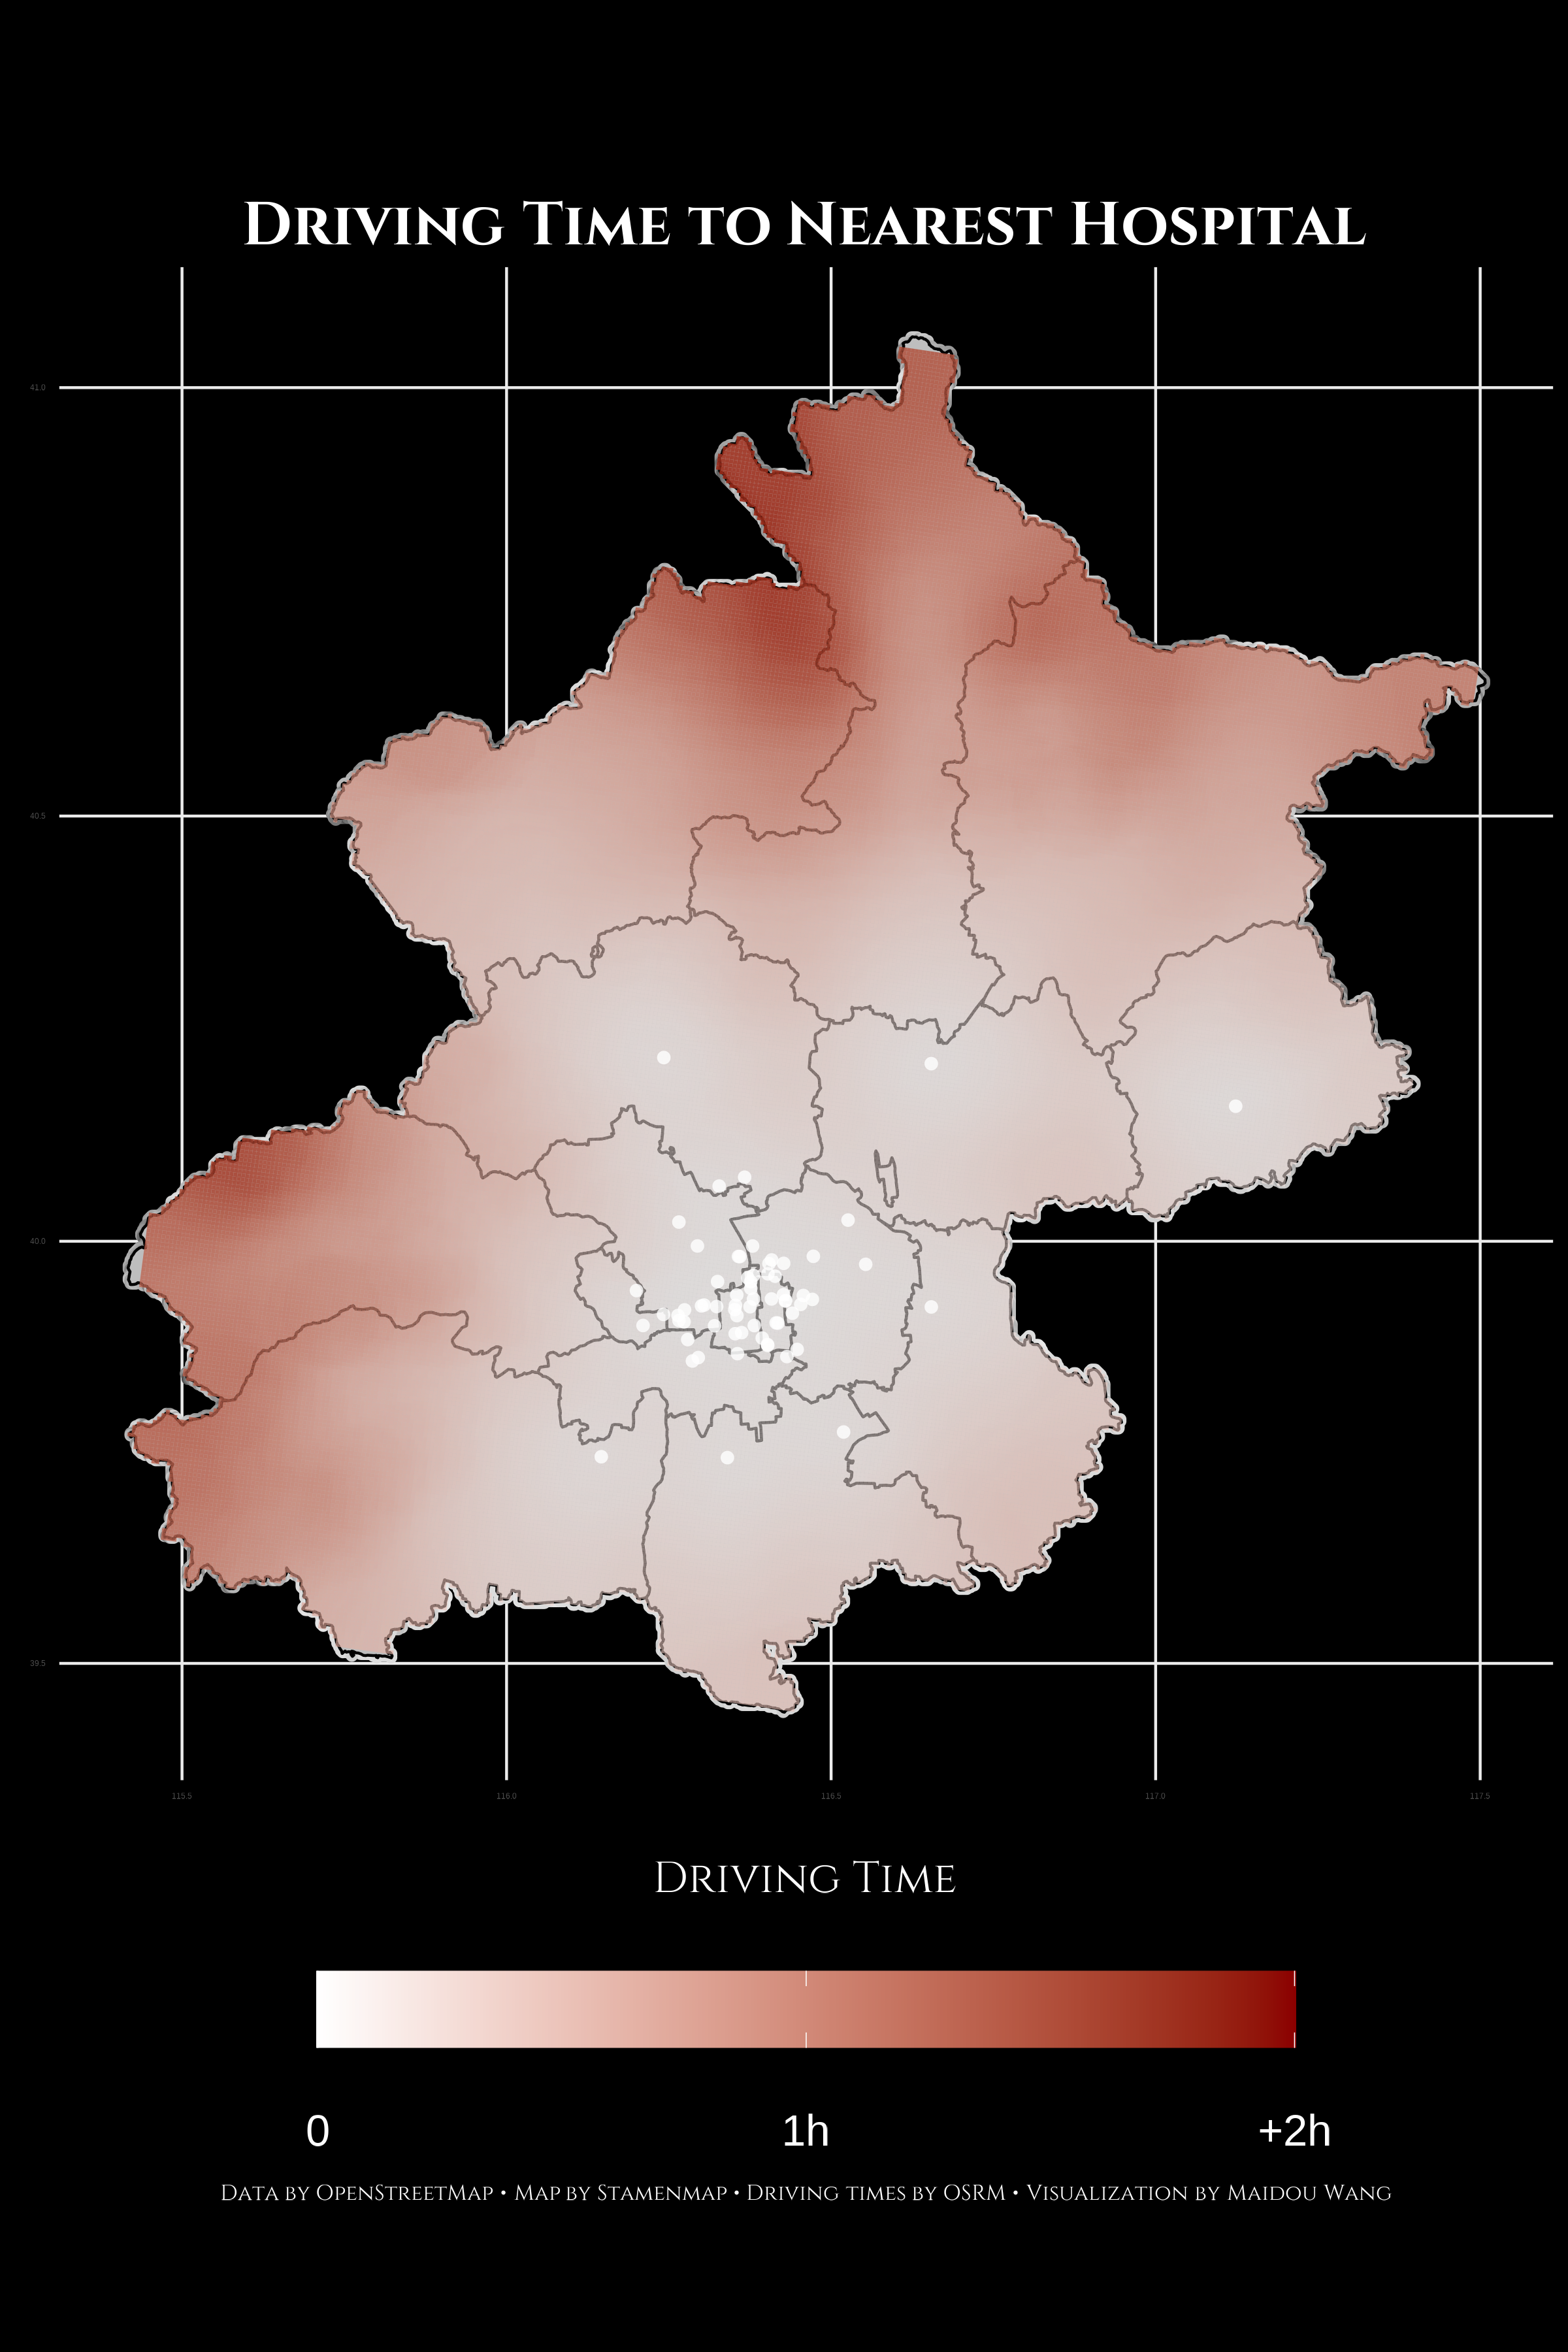 Driving Time to Nearest Hospital
41.0
40.5
40.0
39.5
115.5 116.0 116.5 117.0 117.5
Driving Time
0 1h +2h
Data by OpenStreetMap • Map by Stamenmap • Driving times by OSRM • Visualization by Maidou Wang